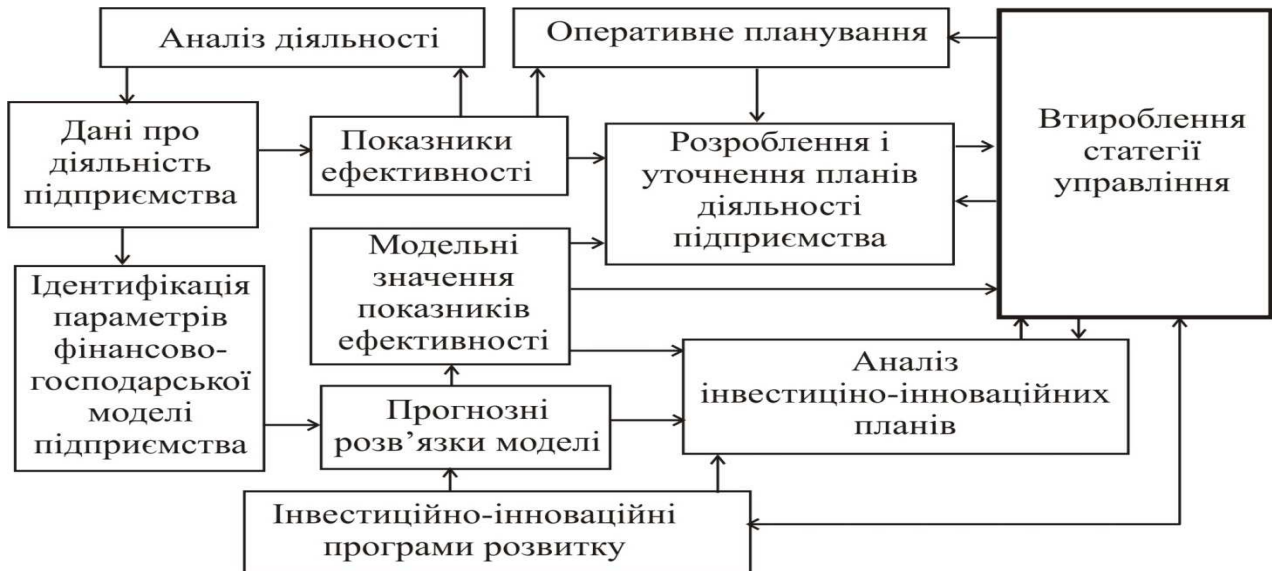 Аналіз діяльності
Оперативне планування
Дані про
діяльність
підприємства
Показники
ефективності
Розроблення і
уточнення планів
діяльності
підприємства
Втироблення
статегії
управління
Модельні
значення
показників
ефективності
Ідентифікація
параметрів
фінансово-
господарської
моделі
підприємства
Прогнозні
розв’язки моделі
Аналіз
інвестиціно-інноваційних
планів
Інвестиційно-інноваційні
програми розвитку